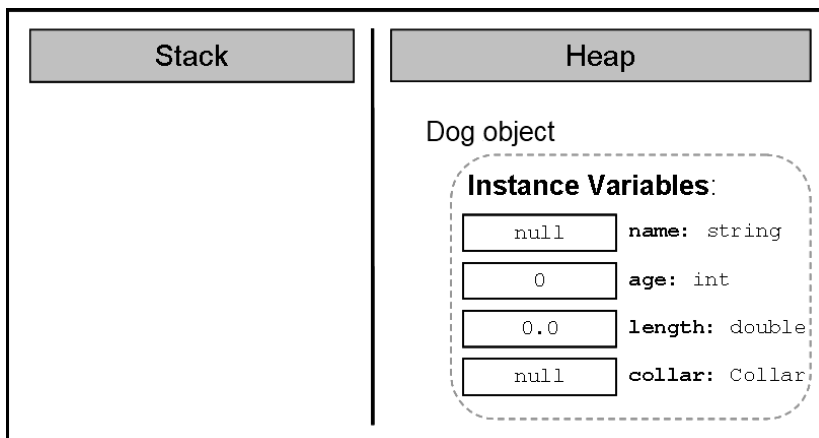 Stack
Heap
Dog object
Instance Variables:
null name: string
0 age: int
0.0 length: double
null collar: Collar